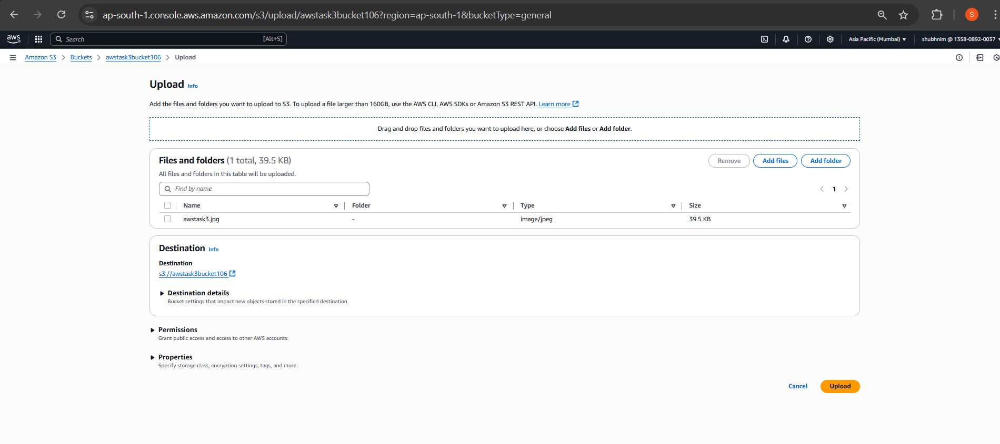 ap-south-1.console.aws.amazon.com/s3/upload/awstask3bucket106?region=ap-south-1&bucketType=general
S
aws
Search [Alt+S]
Asia Pacific (Mumbai) shubhnim @ 1358-0892-0037
Amazon S3 Buckets awstask3bucket106 Upload
Upload Info
Add the files and folders you want to upload to S3. To upload a file larger than 160GB, use the AWS CLI, AWS SDKs or Amazon S3 REST API. Learn more
Drag and drop files and folders you want to upload here, or choose Add files or Add folder.
Files and folders (1 total, 39.5 KB)
Remove Add files Add folder
All files and folders in this table will be uploaded.
Find by name
1
Name Folder Type Size
awstask3.jpg - image/jpeg 39.5 KB
Destination Info
Destination
s3://awstask3bucket106
Destination details
Bucket settings that impact new objects stored in the specified destination.
Permissions
Grant public access and access to other AWS accounts.
Properties
Specify storage class, encryption settings, tags, and more.
Cancel Upload